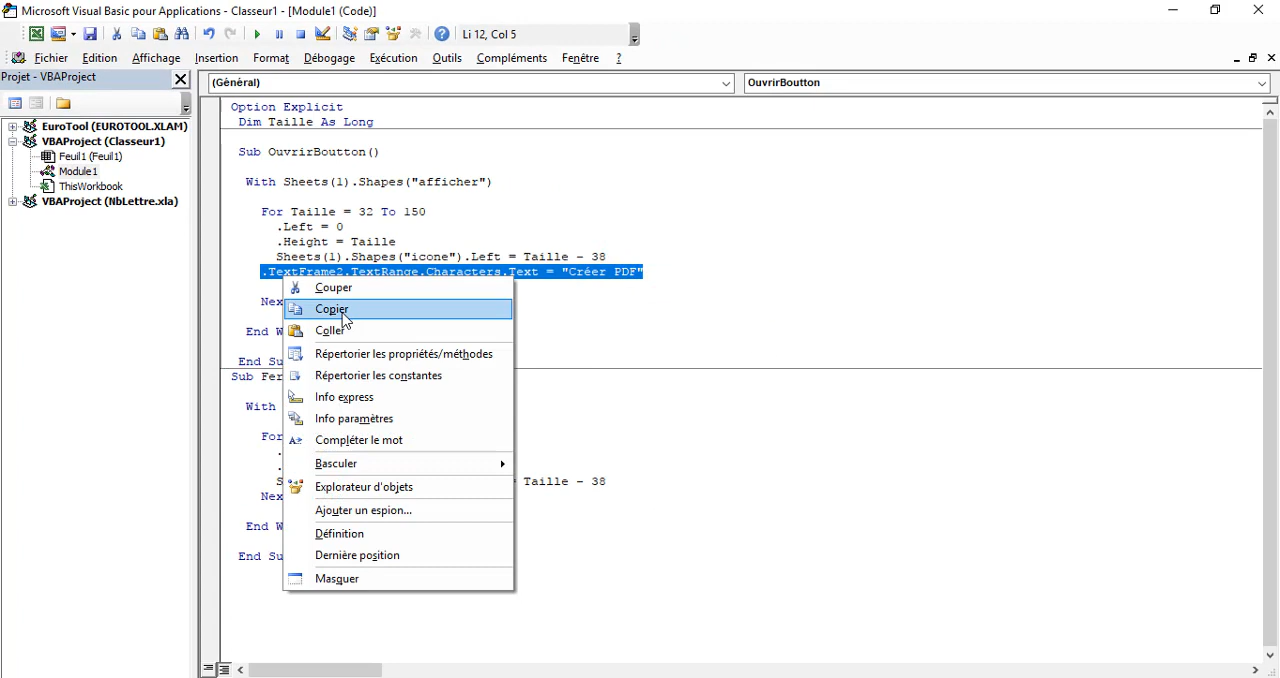 Microsoft Visual Basic pour Applications - Classeur1 - [Module1 (Code)]
Li 12, Col 5
Fichier Edition Affichage Insertion Format Débogage Exécution Outils Compléments Fenêtre ?
Projet - VBAProject
(Général) OuvrirBoutton
EuroTool (EUROTOOL.XLAM)
VBAProject (Classeur1)
Feuil1 (Feuil1)
Module1
ThisWorkbook
VBAProject (NbLettre.xla)
Option Explicit
Dim Taille As Long
Sub OuvrirBoutton()
With Sheets(1).Shapes("afficher")
For Taille = 32 To 150
.Left = 0
.Height = Taille
Sheets(1).Shapes("icone").Left = Taille - 38
.TextFrame2.TextRange.Characters.Text = "Créer PDF"
Nex
End W
End Su
Sub Fer
With
For
.
.
S = Taille - 38
Nex
End W
End Su
Couper
Copier
Coller
Répertorier les propriétés/méthodes
Répertorier les constantes
Info express
Info paramètres
Compléter le mot
Basculer
Explorateur d'objets
Ajouter un espion...
Définition
Dernière position
Masquer